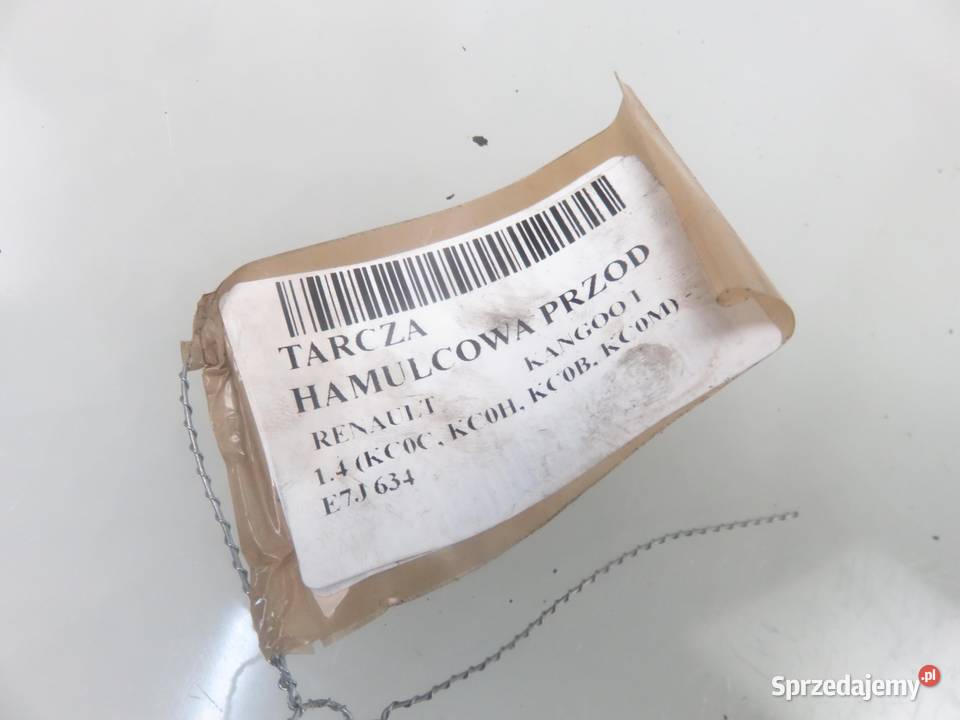 TARCZA
HAMULCOWA PRZOD
RENAULT KANGOO I
1.4 (KC0C, KC0H, KC0B, KC0M) -
E7J 634
Sprzedajemy.pl